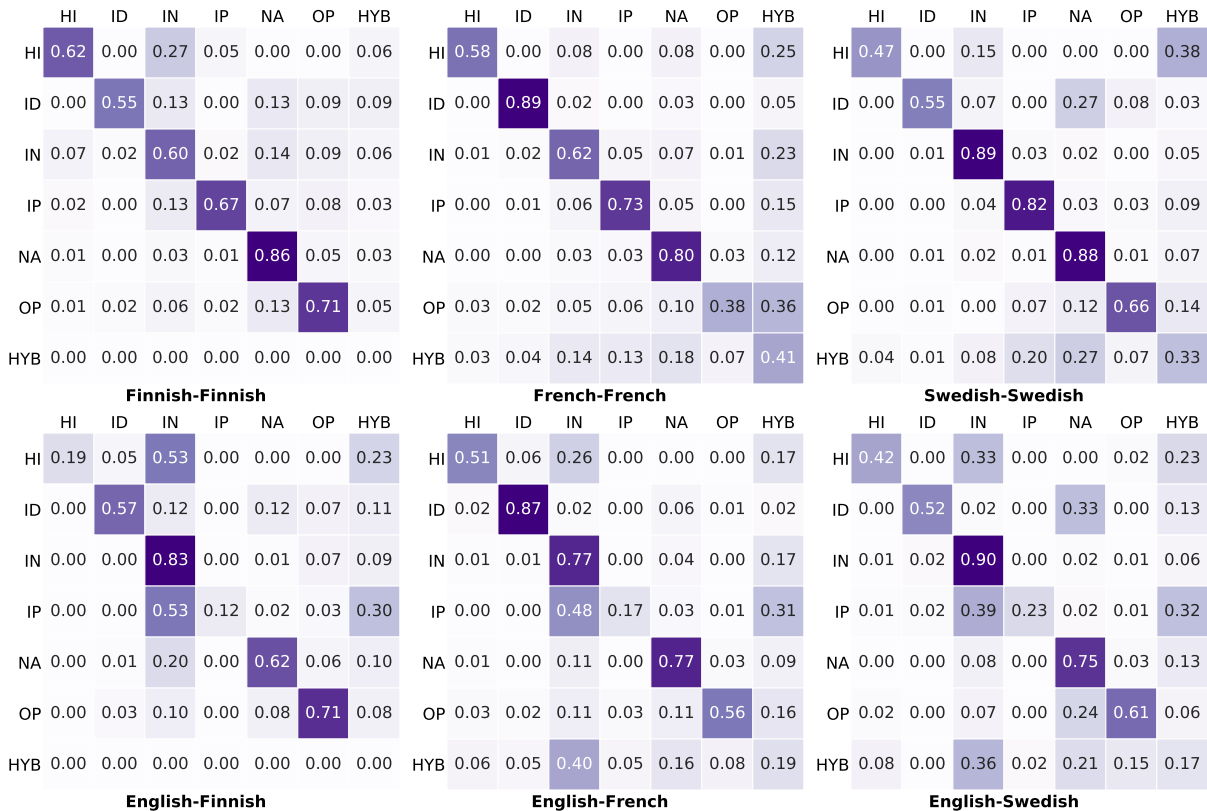 HI ID IN IP NA OP HYB HI ID IN IP NA OP HYB HI ID IN IP NA OP HYB
HI 0.62 0.00 0.27 0.05 0.00 0.00 0.06 HI 0.58 0.00 0.08 0.00 0.08 0.00 0.25 HI 0.47 0.00 0.15 0.00 0.00 0.00 0.38
ID 0.00 0.55 0.13 0.00 0.13 0.09 0.09 ID 0.00 0.89 0.02 0.00 0.03 0.00 0.05 ID 0.00 0.55 0.07 0.00 0.27 0.08 0.03
IN 0.07 0.02 0.60 0.02 0.14 0.09 0.06 IN 0.01 0.02 0.62 0.05 0.07 0.01 0.23 IN 0.00 0.01 0.89 0.03 0.02 0.00 0.05
IP 0.02 0.00 0.13 0.67 0.07 0.08 0.03 IP 0.00 0.01 0.06 0.73 0.05 0.00 0.15 IP 0.00 0.00 0.04 0.82 0.03 0.03 0.09
NA 0.01 0.00 0.03 0.01 0.86 0.05 0.03 NA 0.00 0.00 0.03 0.03 0.80 0.03 0.12 NA 0.00 0.01 0.02 0.01 0.88 0.01 0.07
OP 0.01 0.02 0.06 0.02 0.13 0.71 0.05 OP 0.03 0.02 0.05 0.06 0.10 0.38 0.36 OP 0.00 0.01 0.00 0.07 0.12 0.66 0.14
HYB 0.00 0.00 0.00 0.00 0.00 0.00 0.00 HYB 0.03 0.04 0.14 0.13 0.18 0.07 0.41 HYB 0.04 0.01 0.08 0.20 0.27 0.07 0.33
Finnish-Finnish French-French Swedish-Swedish
HI ID IN IP NA OP HYB HI ID IN IP NA OP HYB HI ID IN IP NA OP HYB
HI 0.19 0.05 0.53 0.00 0.00 0.00 0.23 HI 0.51 0.06 0.26 0.00 0.00 0.00 0.17 HI 0.42 0.00 0.33 0.00 0.00 0.02 0.23
ID 0.00 0.57 0.12 0.00 0.12 0.07 0.11 ID 0.02 0.87 0.02 0.00 0.06 0.01 0.02 ID 0.00 0.52 0.02 0.00 0.33 0.00 0.13
IN 0.00 0.00 0.83 0.00 0.01 0.07 0.09 IN 0.01 0.01 0.77 0.00 0.04 0.00 0.17 IN 0.01 0.02 0.90 0.00 0.02 0.01 0.06
IP 0.00 0.00 0.53 0.12 0.02 0.03 0.30 IP 0.00 0.00 0.48 0.17 0.03 0.01 0.31 IP 0.01 0.02 0.39 0.23 0.02 0.01 0.32
NA 0.00 0.01 0.20 0.00 0.62 0.06 0.10 NA 0.01 0.00 0.11 0.00 0.77 0.03 0.09 NA 0.00 0.00 0.08 0.00 0.75 0.03 0.13
OP 0.00 0.03 0.10 0.00 0.08 0.71 0.08 OP 0.03 0.02 0.11 0.03 0.11 0.56 0.16 OP 0.02 0.00 0.07 0.00 0.24 0.61 0.06
HYB 0.00 0.00 0.00 0.00 0.00 0.00 0.00 HYB 0.06 0.05 0.40 0.05 0.16 0.08 0.19 HYB 0.08 0.00 0.36 0.02 0.21 0.15 0.17
English-Finnish English-French English-Swedish